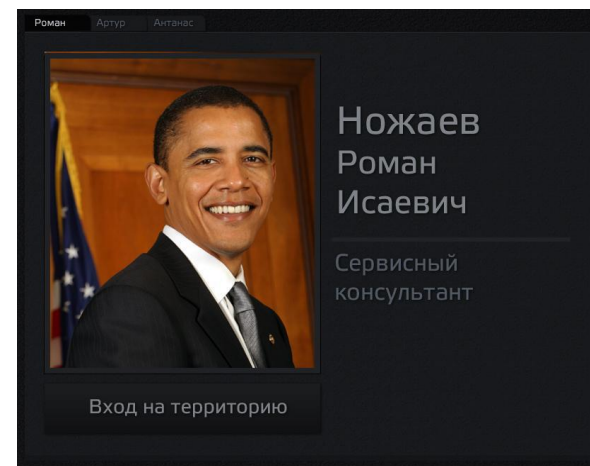 Роман Артур Антанас
Ножаев
Роман
Исаевич
Сервисный
консультант
Вход на территорию